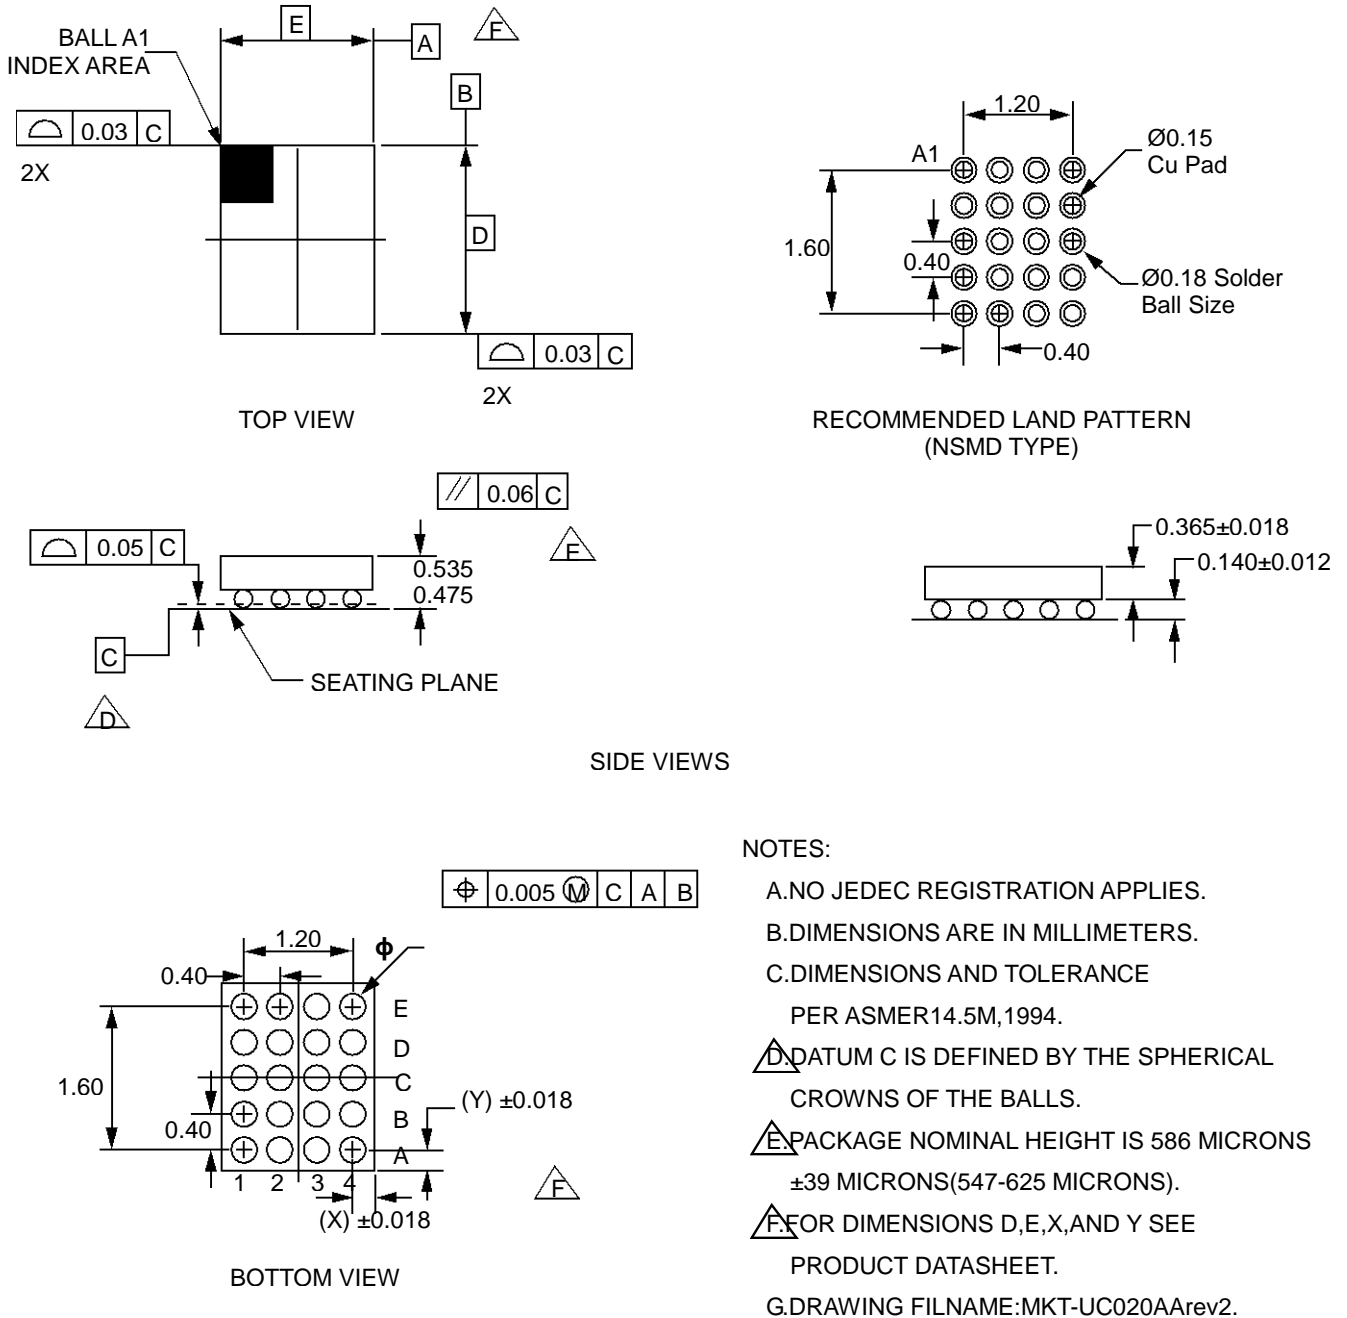 E
F
BALL A1
INDEX AREA
A
B
0.03 C
2X
D
0.03 C
2X
TOP VIEW
1.20
A1
Ø0.15
Cu Pad
1.60
0.40
Ø0.18 Solder
Ball Size
0.40
RECOMMENDED LAND PATTERN
(NSMD TYPE)
// 0.06 C
0.05 C
F
0.535
0.475
C
SEATING PLANE
D
0.365±0.018
0.140±0.012
SIDE VIEWS
0.005 Ⓜ C A B
1.20
ϕ
0.40
E
D
C
B
A
1.60
0.40
(Y) ±0.018
1 2 3 4
(X) ±0.018
F
BOTTOM VIEW
NOTES:
A.NO JEDEC REGISTRATION APPLIES.
B.DIMENSIONS ARE IN MILLIMETERS.
C.DIMENSIONS AND TOLERANCE
PER ASMER14.5M,1994.
D.DATUM C IS DEFINED BY THE SPHERICAL
CROWNS OF THE BALLS.
E.PACKAGE NOMINAL HEIGHT IS 586 MICRONS
±39 MICRONS(547-625 MICRONS).
F.FOR DIMENSIONS D,E,X,AND Y SEE
PRODUCT DATASHEET.
G.DRAWING FILNAME:MKT-UC020AArev2.